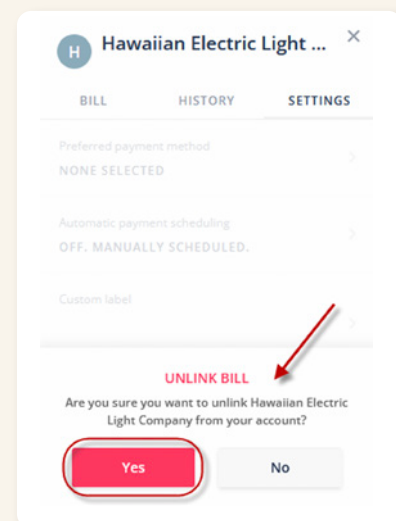 H
Hawaiian Electric Light ...
BILL HISTORY SETTINGS
Preferred payment method
NONE SELECTED
Automatic payment scheduling
OFF. MANUALLY SCHEDULED.
Custom label
UNLINK BILL
Are you sure you want to unlink Hawaiian Electric
Light Company from your account?
Yes No